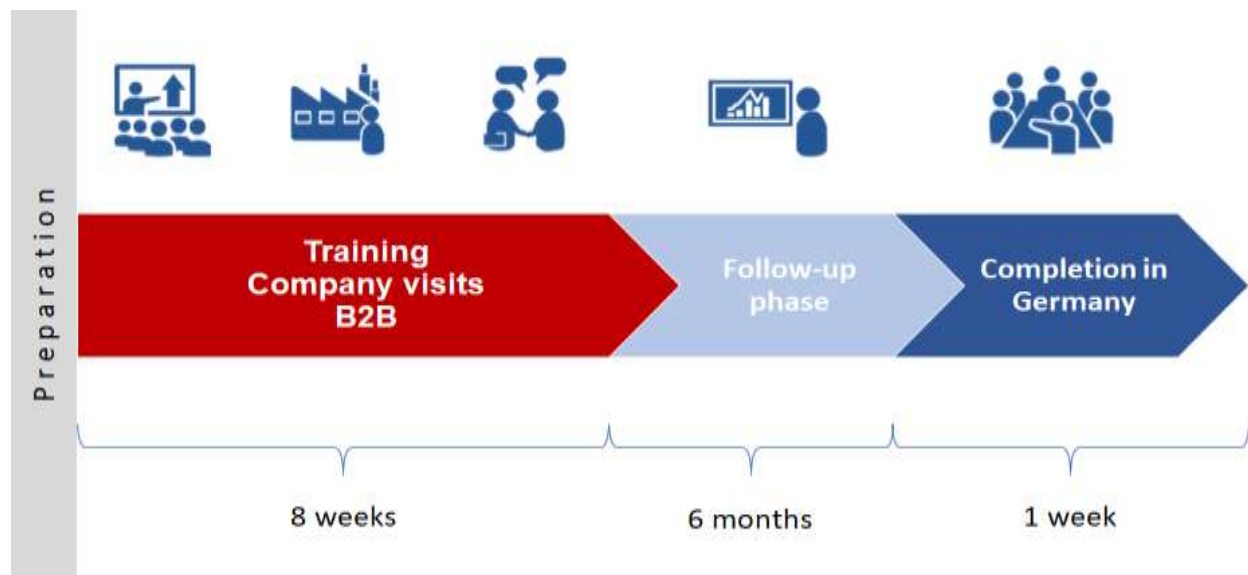 Preparation
Training
Company visits
B2B
Follow-up
phase
Completion in
Germany
8 weeks
6 months
1 week